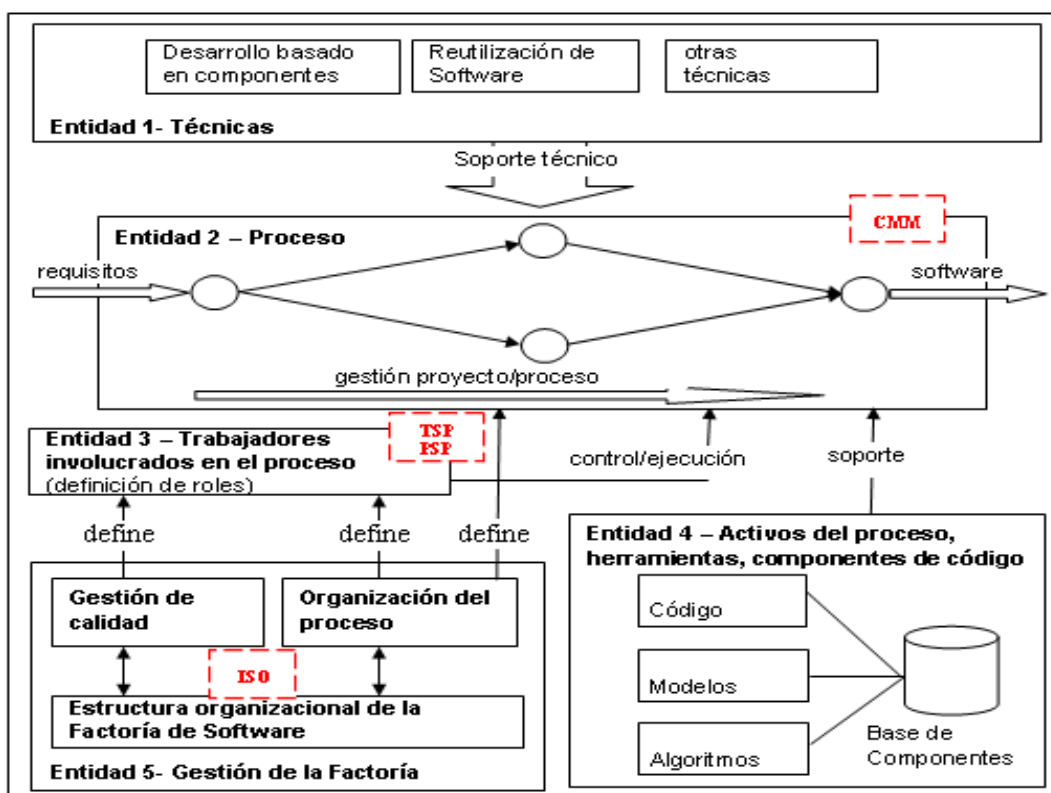 Desarrollo basado
en componentes
Reutilización de
Software
otras
técnicas
Entidad 1- Técnicas
Soporte técnico
Entidad 2 – Proceso
CMM
requisitos
software
gestión proyecto/proceso
Entidad 3 – Trabajadores
involucrados en el proceso
(definición de roles)
TSP
PSP
control/ejecución
soporte
define
define
define
Gestión de
calidad
Organización del
proceso
ISO
Estructura organizacional de la
Factoría de Software
Entidad 5- Gestión de la Factoría
Entidad 4 – Activos del proceso,
herramientas, componentes de código
Código
Modelos
Algoritmos
Base de
Componentes